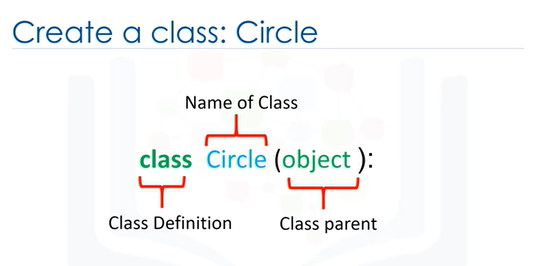 Create a class: Circle
Name of Class
class Circle (object ):
Class Definition
Class parent